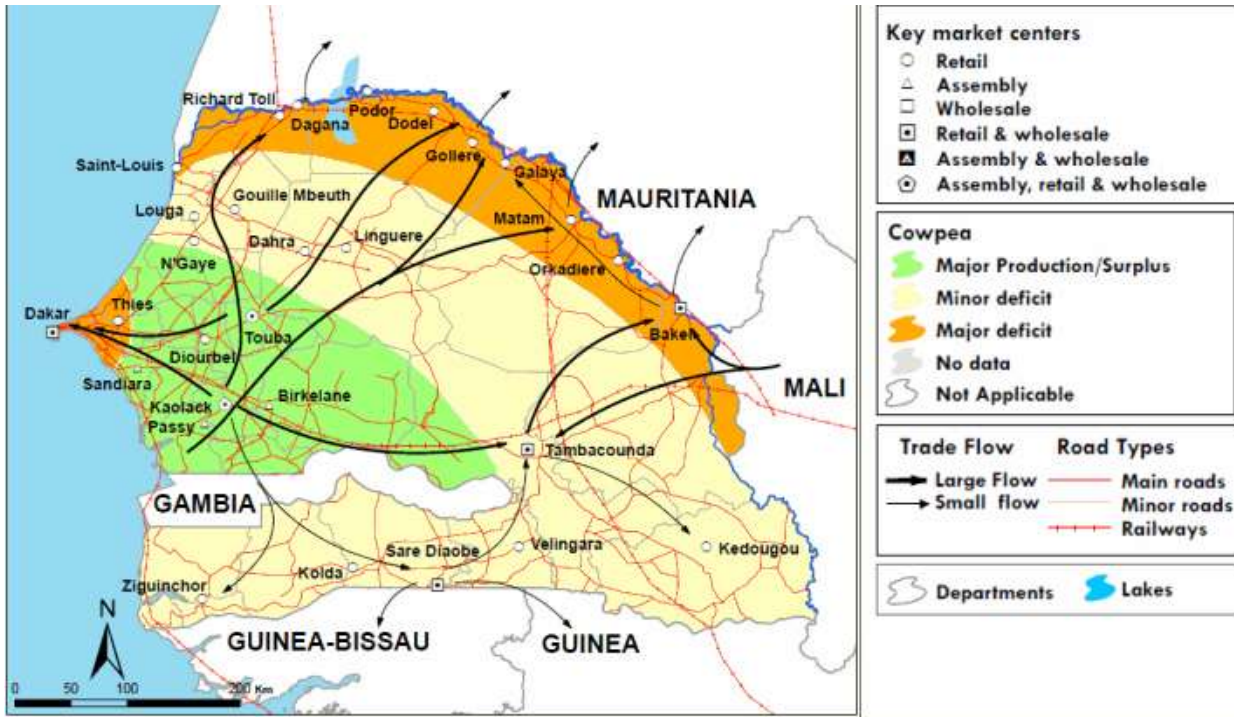 Richard Toll
Podor
Dagana
Dodel
Gollere
Saint-Louis
Galaya
Gouille Mbeuth
MAURITANIA
Louga
Matam
Dahra
Linguere
N'Gaye
Orkadiere
Thies
Dakar
Touba
Bakel
Diourbel
Sandiara
MALI
Kaolack
Birkelane
Passy
Tambacounda
GAMBIA
Sare Diaobe
Velingara
Kedougou
Kolda
Ziguinchor
N
GUINEA-BISSAU
GUINEA
0 50 100 200 Km
Key market centers
Retail
Assembly
Wholesale
Retail & wholesale
A Assembly & wholesale
Assembly, retail & wholesale
Cowpea
Major Production/Surplus
Minor deficit
Major deficit
No data
Not Applicable
Trade Flow Road Types
Large Flow Main roads
Small flow Minor roads
Railways
Departments Lakes